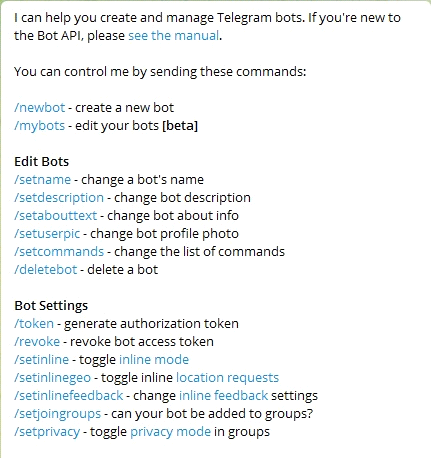 I can help you create and manage Telegram bots. If you're new to
the Bot API, please see the manual.
You can control me by sending these commands:
/newbot - create a new bot
/mybots - edit your bots [beta]
Edit Bots
/setname - change a bot's name
/setdescription - change bot description
/setabouttext - change bot about info
/setuserpic - change bot profile photo
/setcommands - change the list of commands
/deletebot - delete a bot
Bot Settings
/token - generate authorization token
/revoke - revoke bot access token
/setinline - toggle inline mode
/setinlinegeo - toggle inline location requests
/setinlinefeedback - change inline feedback settings
/setjoingroups - can your bot be added to groups?
/setprivacy - toggle privacy mode in groups